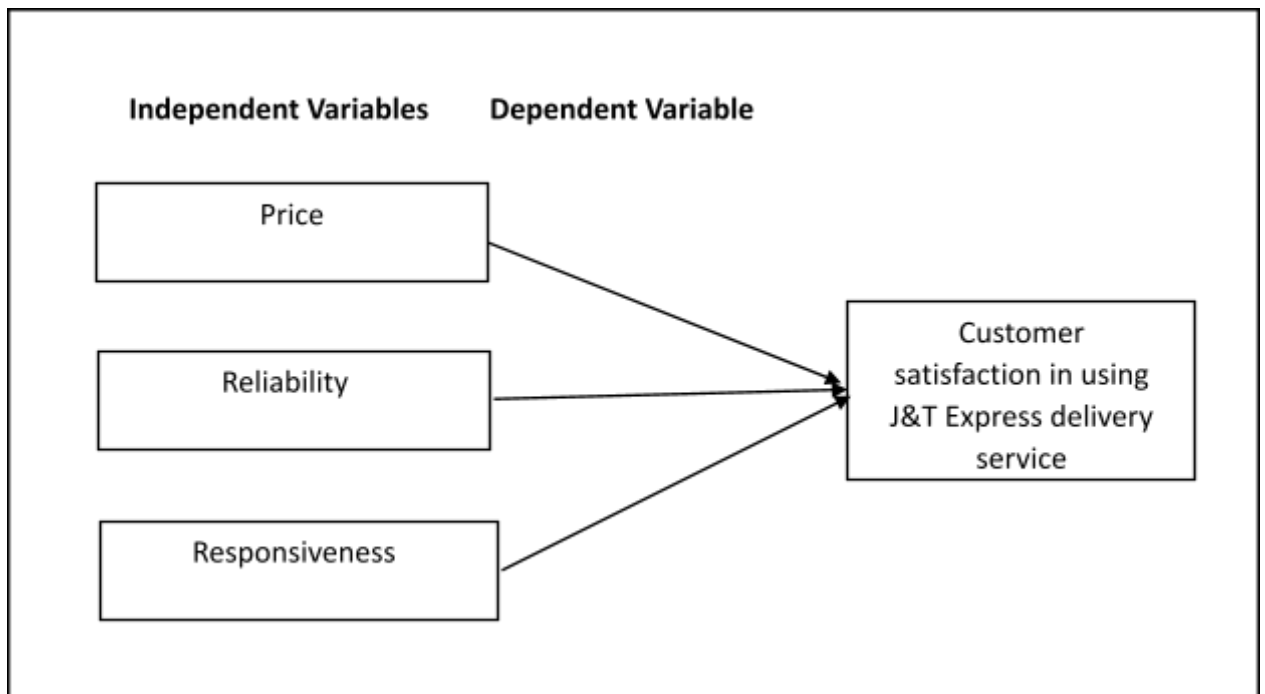 Independent Variables Dependent Variable
Price
Reliability
Responsiveness
Customer
satisfaction in using
J&T Express delivery
service